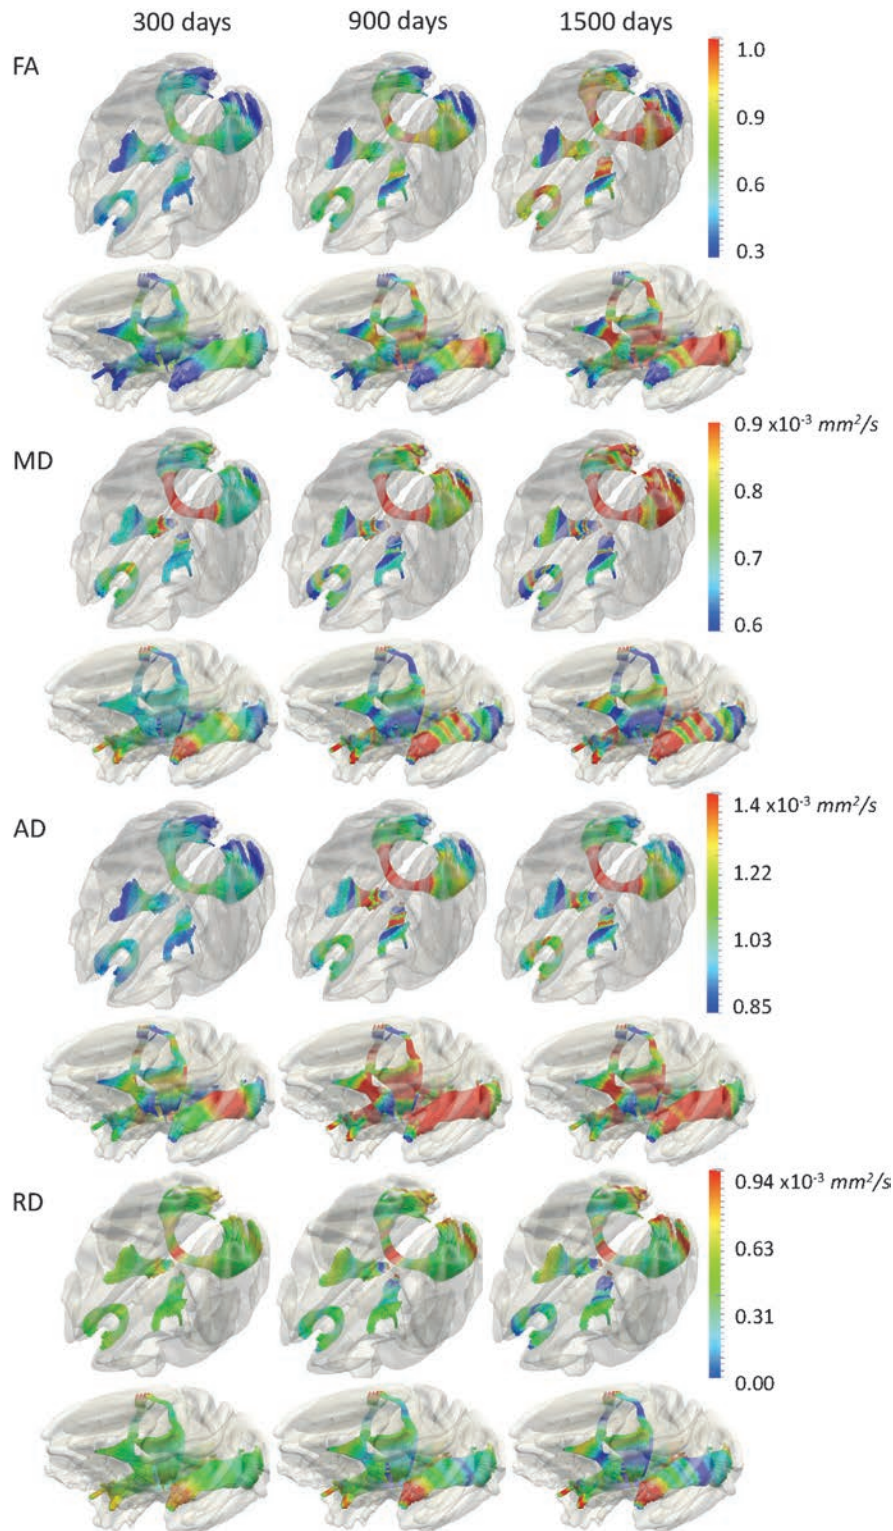 300 days 900 days 1500 days
FA
1.0
0.9
0.6
0.3
MD
0.9 x10⁻³ mm²/s
0.8
0.7
0.6
AD
1.4 x10⁻³ mm²/s
1.22
1.03
0.85
RD
0.94 x10⁻³ mm²/s
0.63
0.31
0.00